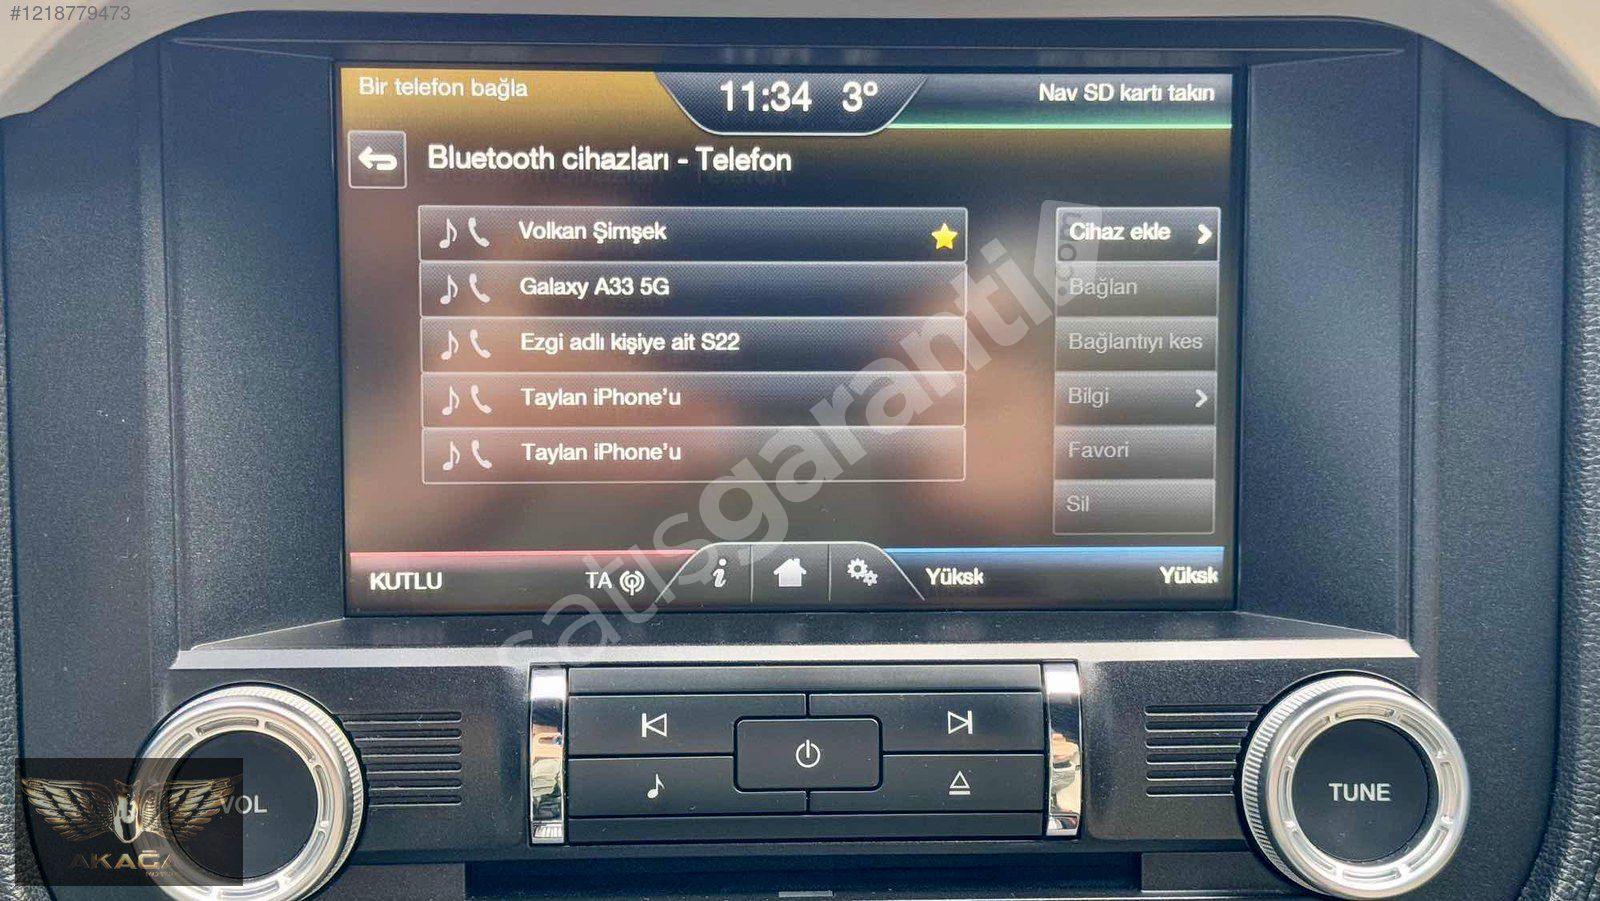 #1218779473
Bir telefon bağla
11:34 3°
Nav SD kartı takın
Bluetooth cihazları - Telefon
Volkan Şimşek
Galaxy A33 5G
Ezgi adlı kişiye ait S22
Taylan iPhone'u
Taylan iPhone'u
Cihaz ekle
Bağlan
Bağlantıyı kes
Bilgi
Favori
Sil
KUTLU
TA
i
Yüksk
Yüksk
satışgaranti
VOL
TUNE
AKAĞA